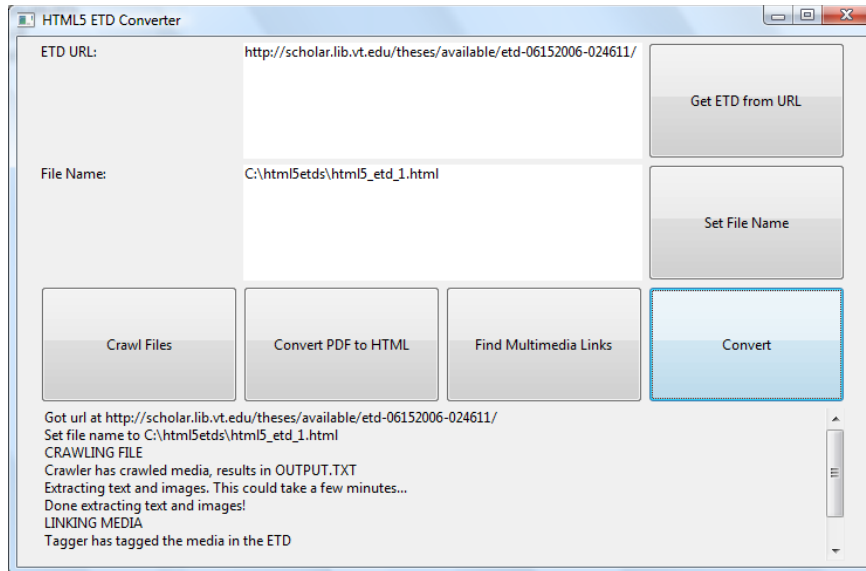 HTML5 ETD Converter
ETD URL:
http://scholar.lib.vt.edu/theses/available/etd-06152006-024611/
Get ETD from URL
File Name:
C:\html5etds\html5_etd_1.html
Set File Name
Crawl Files
Convert PDF to HTML
Find Multimedia Links
Convert
Got url at http://scholar.lib.vt.edu/theses/available/etd-06152006-024611/
Set file name to C:\html5etds\html5_etd_1.html
CRAWLING FILE
Crawler has crawled media, results in OUTPUT.TXT
Extracting text and images. This could take a few minutes...
Done extracting text and images!
LINKING MEDIA
Tagger has tagged the media in the ETD